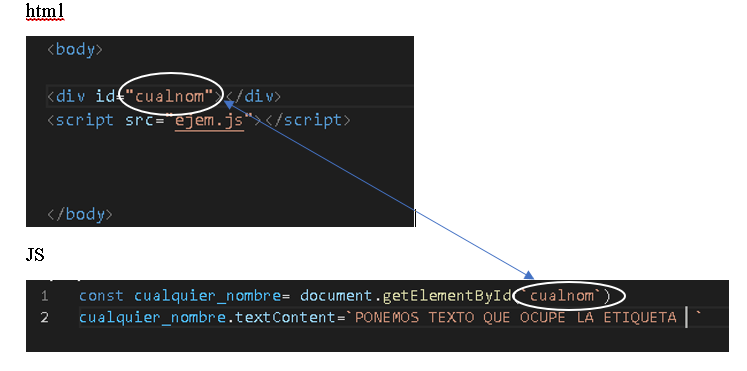 html
<body>
<div id="cualnom"></div>
<script src="ejem.js"></script>
</body>
JS
1 const cualquier_nombre= document.getElementById(`cualnom`)
2 cualquier_nombre.textContent=`PONEMOS TEXTO QUE OCUPE LA ETIQUETA `